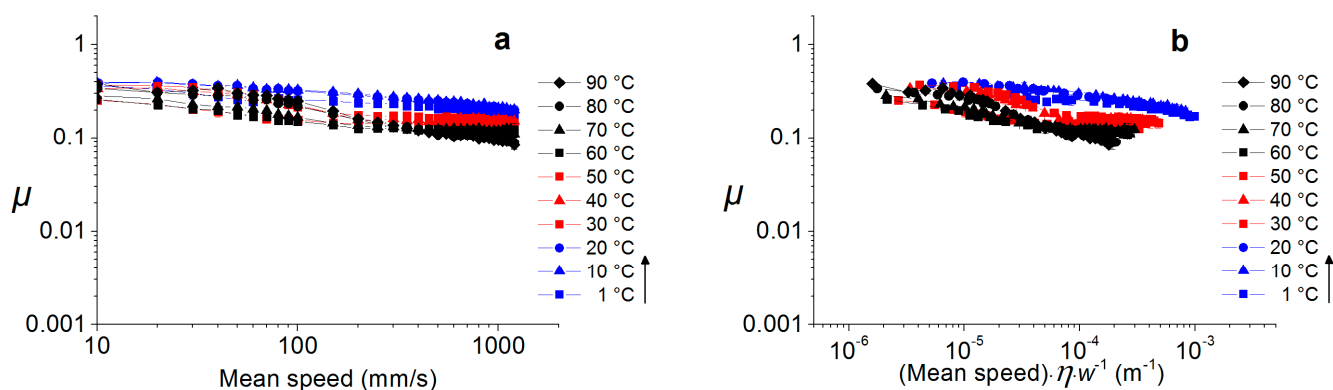 a
1
0.1
μ
0.01
0.001
10
100
1000
Mean speed (mm/s)
90 °C
80 °C
70 °C
60 °C
50 °C
40 °C
30 °C
20 °C
10 °C
1 °C
b
1
0.1
μ
0.01
0.001
10⁻⁶
10⁻⁵
10⁻⁴
10⁻³
(Mean speed)·η·w⁻¹ (m⁻¹)
90 °C
80 °C
70 °C
60 °C
50 °C
40 °C
30 °C
20 °C
10 °C
1 °C